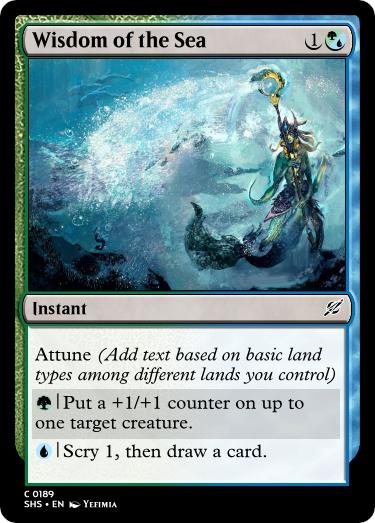 Wisdom of the Sea 1
Instant
Attune (Add text based on basic land
types among different lands you control)
| Put a +1/+1 counter on up to
one target creature.
| Scry 1, then draw a card.
C 0189
SHS • EN Yefimia